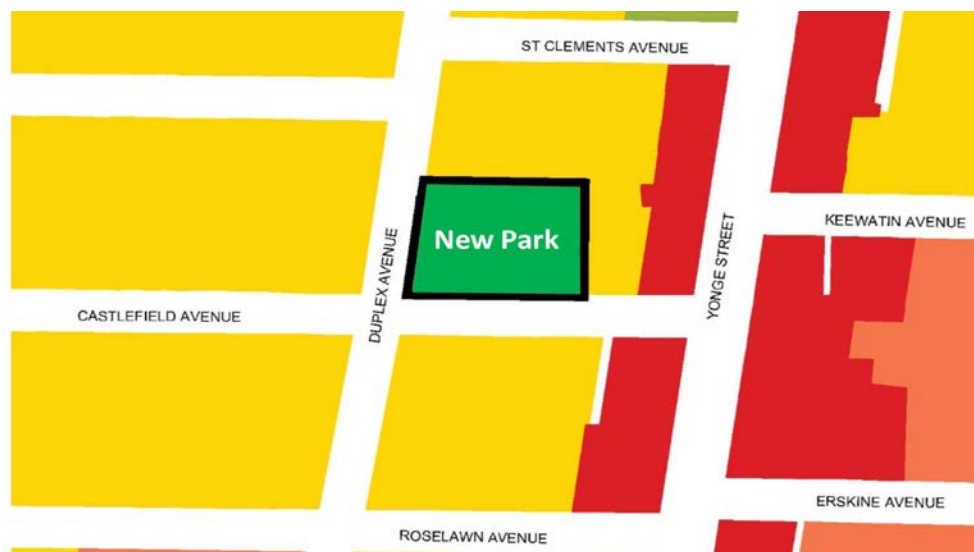 ST CLEMENTS AVENUE
KEEWATIN AVENUE
New Park
DUPLEX AVENUE
YONGE STREET
CASTLEFIELD AVENUE
ERSKINE AVENUE
ROSELAWN AVENUE